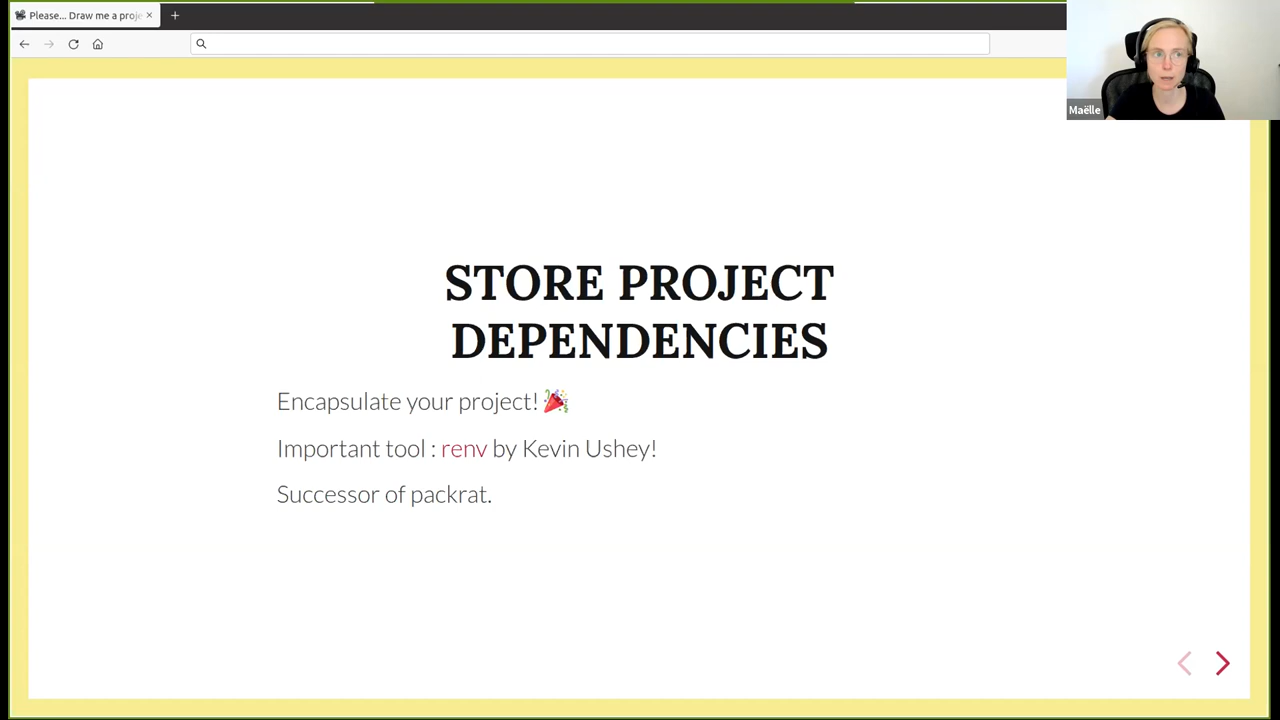 Please... Draw me a proje
Maëlle
STORE PROJECT
DEPENDENCIES
Encapsulate your project! 🎉
Important tool : renv by Kevin Ushey!
Successor of packrat.